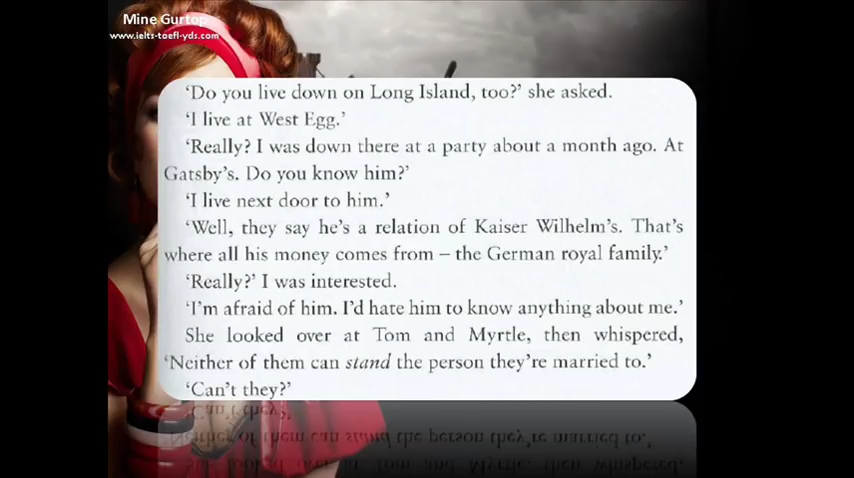 Mine Gurtop
www.ielts-toefl-yds.com
‘Do you live down on Long Island, too?’ she asked.
‘I live at West Egg.’
‘Really? I was down there at a party about a month ago. At
Gatsby’s. Do you know him?’
‘I live next door to him.’
‘Well, they say he’s a relation of Kaiser Wilhelm’s. That’s
where all his money comes from – the German royal family.’
‘Really?’ I was interested.
‘I’m afraid of him. I’d hate him to know anything about me.’
She looked over at Tom and Myrtle, then whispered,
‘Neither of them can stand the person they’re married to.’
‘Can’t they?’